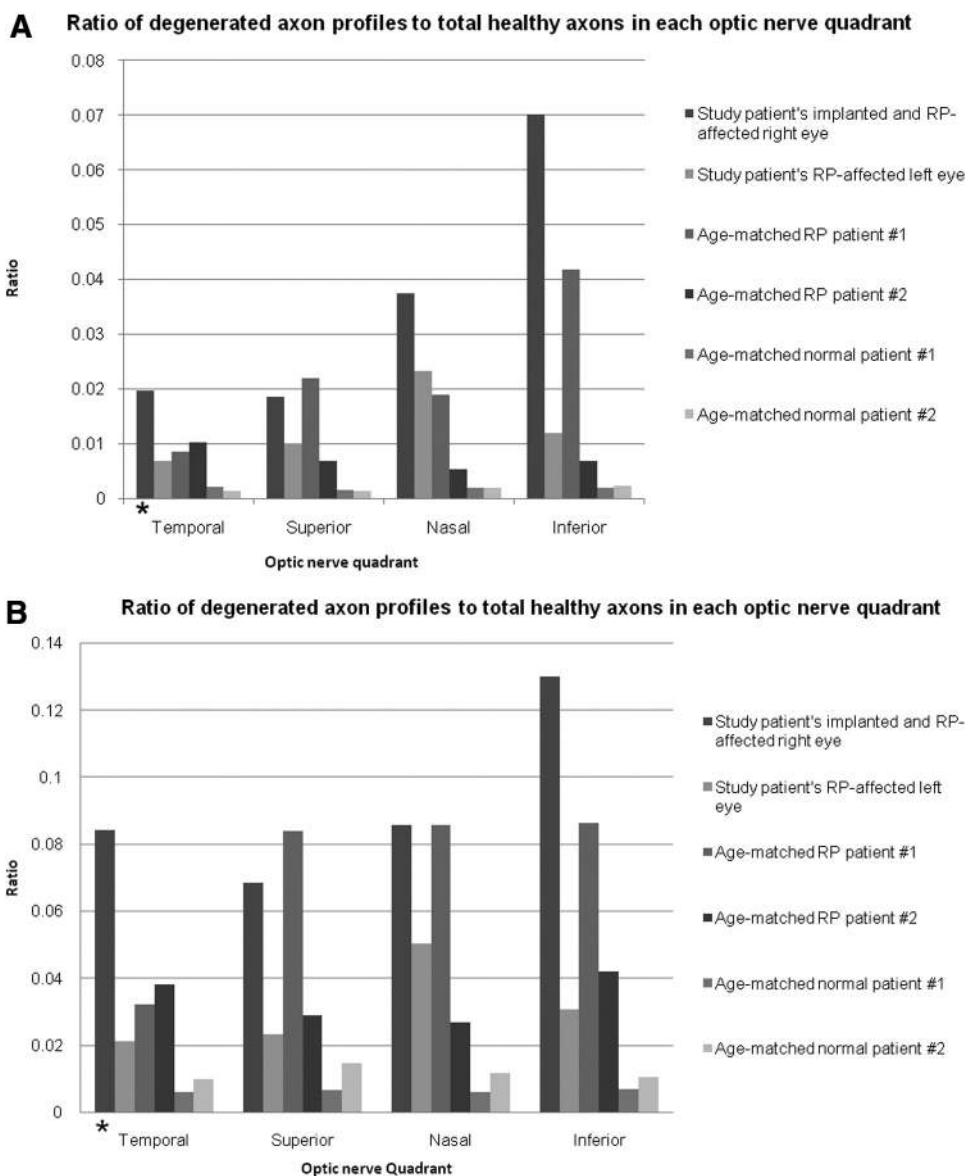 A
Ratio of degenerated axon profiles to total healthy axons in each optic nerve quadrant
0.08
0.07
0.06
0.05
0.04
0.03
0.02
0.01
0
Ratio
*
Temporal
Superior
Nasal
Inferior
Optic nerve quadrant
Study patient's implanted and RP-
affected right eye
Study patient's RP-affected left eye
Age-matched RP patient #1
Age-matched RP patient #2
Age-matched normal patient #1
Age-matched normal patient #2
B
Ratio of degenerated axon profiles to total healthy axons in each optic nerve quadrant
0.14
0.12
0.1
0.08
0.06
0.04
0.02
0
Ratio
*
Temporal
Superior
Nasal
Inferior
Optic nerve Quadrant
Study patient's implanted and RP-
affected right eye
Study patient's RP-affected left
eye
Age-matched RP patient #1
Age-matched RP patient #2
Age-matched normal patient #1
Age-matched normal patient #2